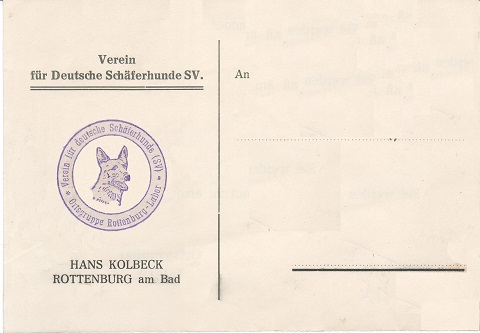 Verein
für Deutsche Schäferhunde SV.
An
* Verein für deutsche Schäferhunde (SV) *
Ortsgruppe Rottenburg-Laber
HANS KOLBECK
ROTTENBURG am Bad